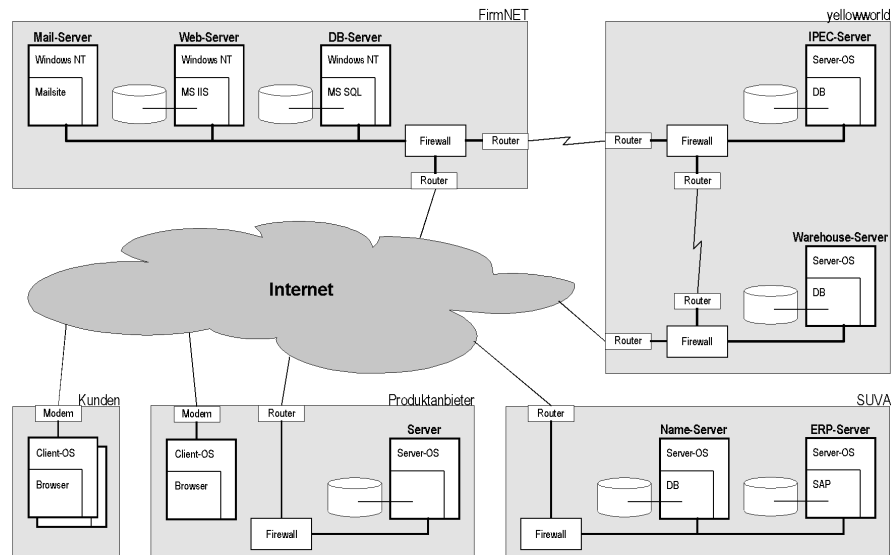 FirmNET
Mail-Server
Windows NT
Mailsite
Web-Server
Windows NT
MS IIS
DB-Server
Windows NT
MS SQL
Firewall
Router
Router
yellowworld
IPEC-Server
Server-OS
DB
Router
Firewall
Router
Warehouse-Server
Server-OS
DB
Router
Router
Firewall
Internet
Kunden
Modem
Client-OS
Browser
Produktanbieter
Modem
Client-OS
Browser
Router
Firewall
Server
Server-OS
SUVA
Router
Firewall
Name-Server
Server-OS
DB
ERP-Server
Server-OS
SAP